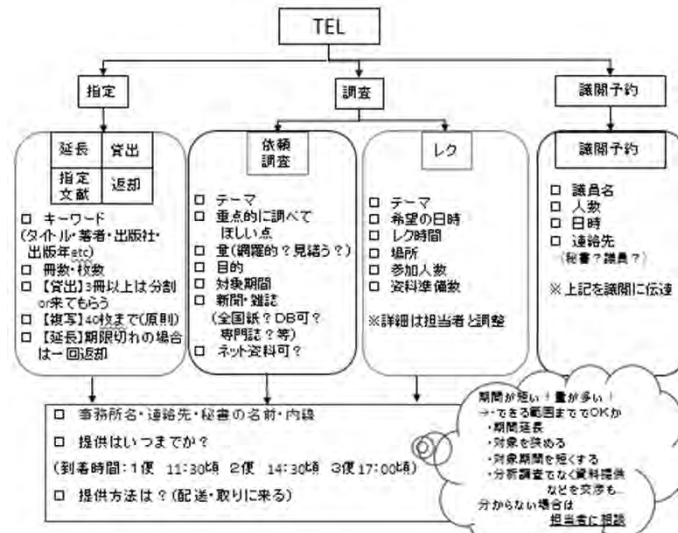 TEL
指定
調査
議開予約
延長
貸出
指定
文献
返却
□ キーワード
(タイトル・著者・出版社・
出版年etc)
□ 冊数・枚数
□ 【貸出】3冊以上は分割
or来てもらう
□ 【複写】40枚まで(原則)
□ 【延長】期限切れの場合
は一回返却
依頼
調査
□ テーマ
□ 重点的に調べて
ほしい点
□ 量(網羅的?見繕う?)
□ 目的
□ 対象期間
□ 新聞・雑誌
(全国紙?DB可?
専門誌?等)
□ ネット資料可?
レク
□ テーマ
□ 希望の日時
□ レク時間
□ 場所
□ 参加人数
□ 資料準備数
※詳細は担当者と調整
議開予約
□ 議員名
□ 人数
□ 日時
□ 連絡先
(秘書?議員?)
※上記を議開に伝達
□ 事務所名・連絡先・秘書の名前・内線
□ 提供はいつまでか?
(到着時間:1便 11:30頃 2便 14:30頃 3便17:00頃)
□ 提供方法は?(配送・取りに来る)
期間が短い!量が多い!
→・できる範囲まででOKか
・期間延長
・対象を狭める
・対象期間を短くする
・分析調査でなく資料提供
などを交渉も…
分からない場合は
担当者に相談